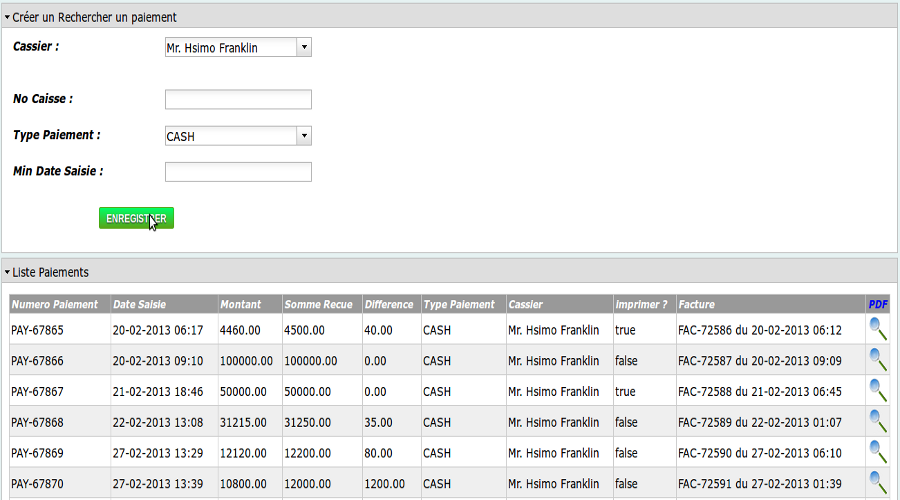 Créer un Rechercher un paiement
Cassier : Mr. Hsimo Franklin
No Caisse :
Type Paiement : CASH
Min Date Saisie :
ENREGISTRER
Liste Paiements
Numero Paiement Date Saisie Montant Somme Recue Difference Type Paiement Cassier Imprimer ? Facture PDF
PAY-67865 20-02-2013 06:17 4460.00 4500.00 40.00 CASH Mr. Hsimo Franklin true FAC-72586 du 20-02-2013 06:12
PAY-67866 20-02-2013 09:10 100000.00 100000.00 0.00 CASH Mr. Hsimo Franklin false FAC-72587 du 20-02-2013 09:09
PAY-67867 21-02-2013 18:46 50000.00 50000.00 0.00 CASH Mr. Hsimo Franklin true FAC-72588 du 21-02-2013 06:45
PAY-67868 22-02-2013 13:08 31215.00 31250.00 35.00 CASH Mr. Hsimo Franklin false FAC-72589 du 22-02-2013 01:07
PAY-67869 27-02-2013 13:29 12120.00 12200.00 80.00 CASH Mr. Hsimo Franklin false FAC-72590 du 27-02-2013 06:10
PAY-67870 27-02-2013 13:39 10800.00 12000.00 1200.00 CASH Mr. Hsimo Franklin false FAC-72591 du 27-02-2013 01:39